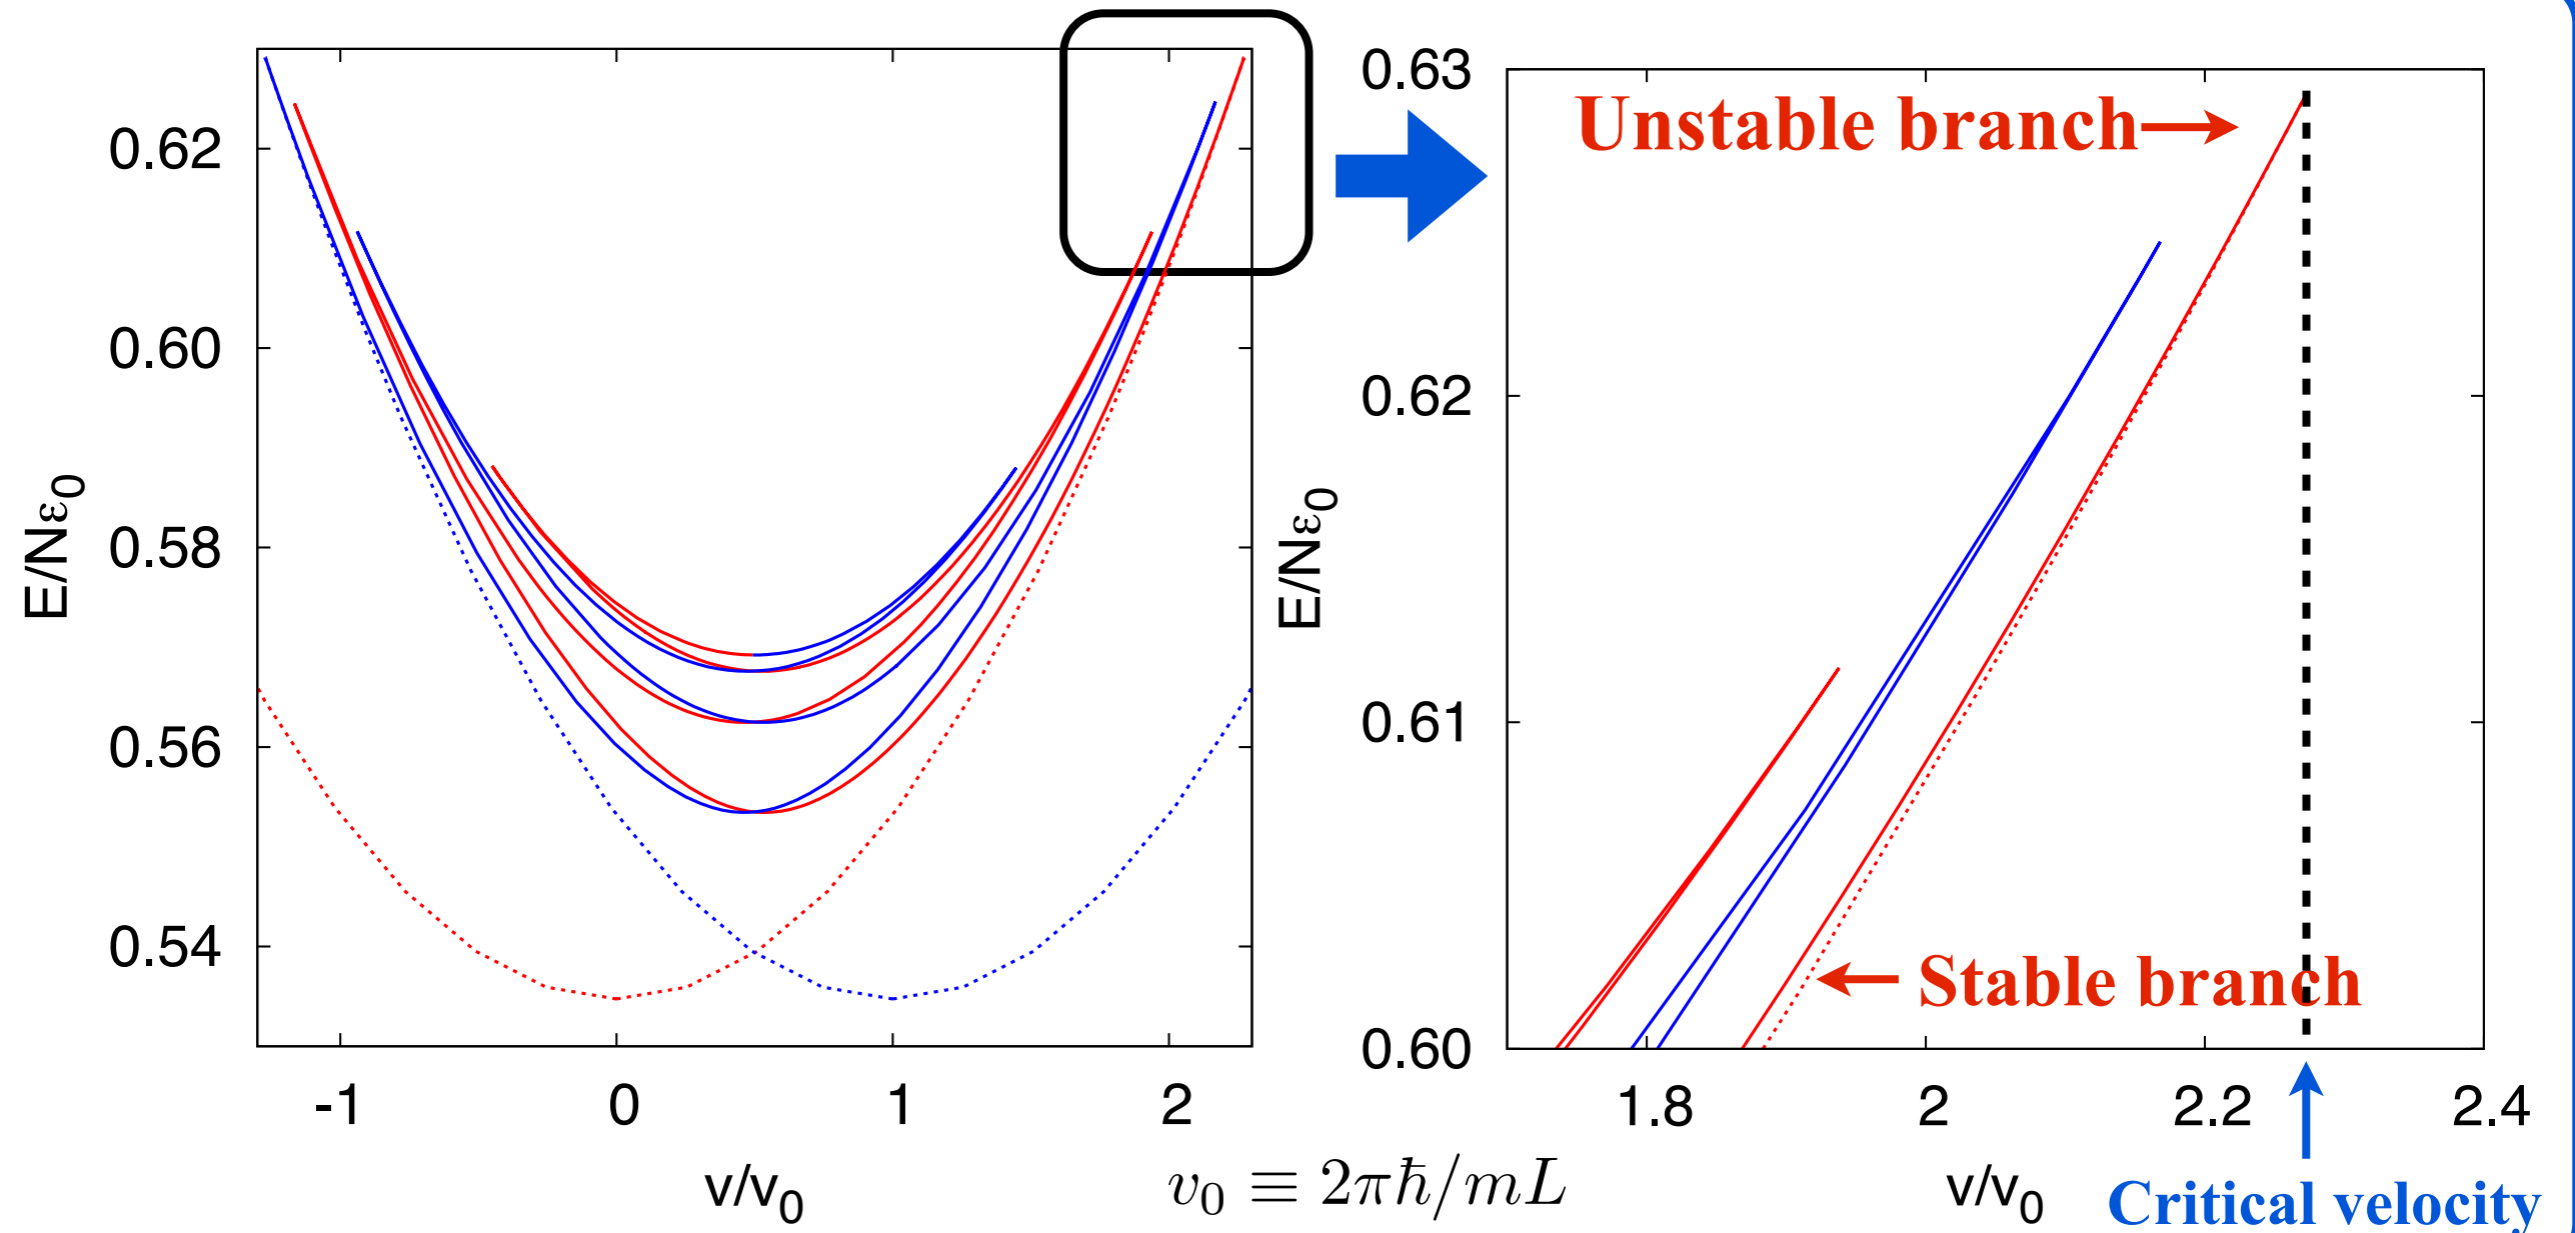 0.62
0.60
0.58
0.56
0.54
E/Nε0
-1 0 1 2
v/v0
v0 ≡ 2πħ/mL
0.63
0.62
0.61
0.60
E/Nε0
Unstable branch
Stable branch
1.8 2 2.2 2.4
v/v0
Critical velocity